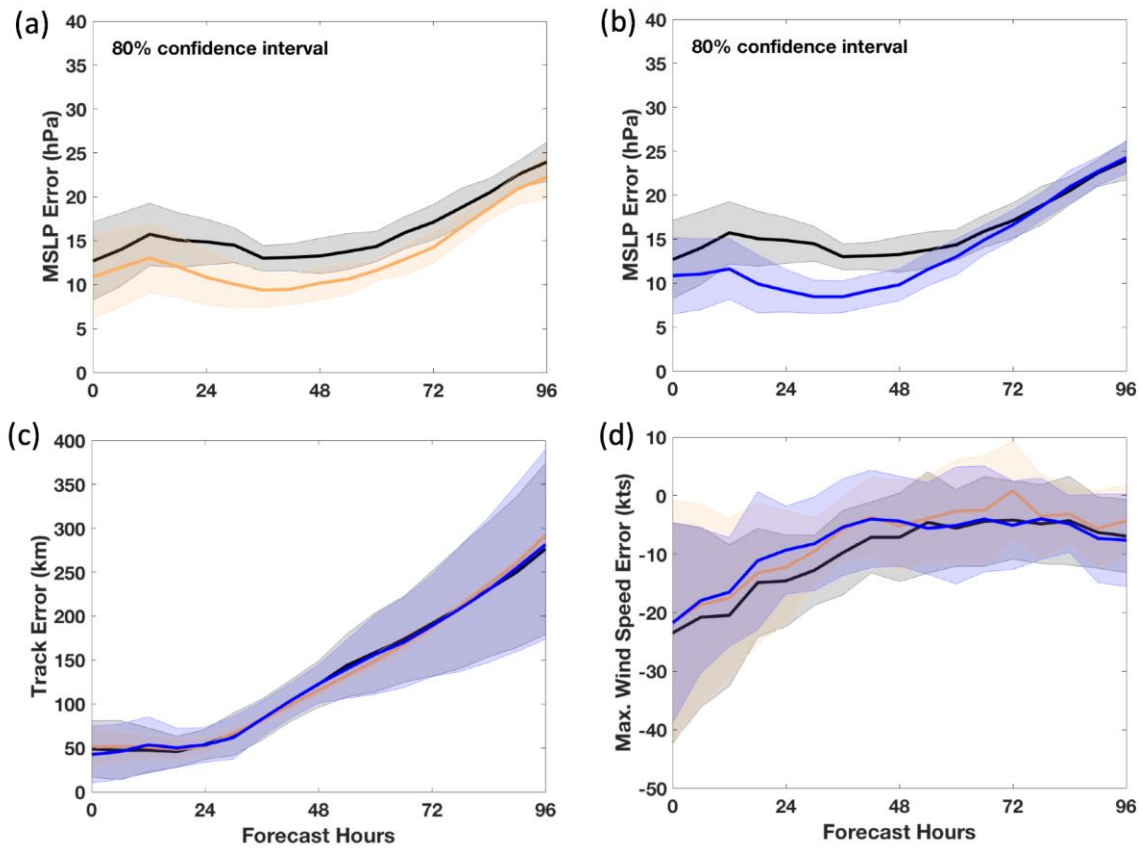 (a)
80% confidence interval
MSLP Error (hPa)
40
35
30
25
20
15
10
5
0
0 24 48 72 96
(b)
80% confidence interval
MSLP Error (hPa)
40
35
30
25
20
15
10
5
0
0 24 48 72 96
(c)
Track Error (km)
400
350
300
250
200
150
100
50
0
0 24 48 72 96
Forecast Hours
(d)
Max. Wind Speed Error (kts)
10
0
-10
-20
-30
-40
-50
0 24 48 72 96
Forecast Hours